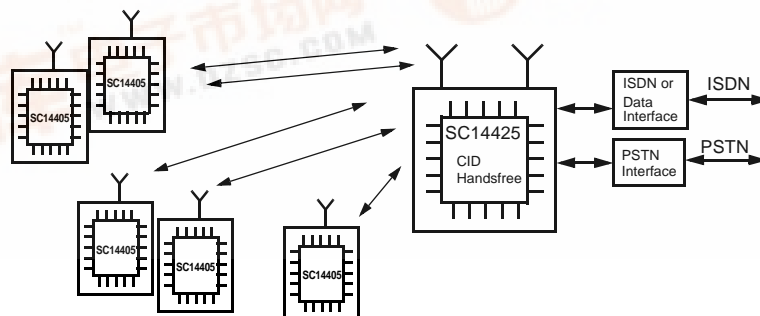 SC14405
SC14405
SC14425
CID
Handsfree
ISDN or
Data
Interface
ISDN
PSTN
Interface
PSTN
SC14405
SC14405
SC14405